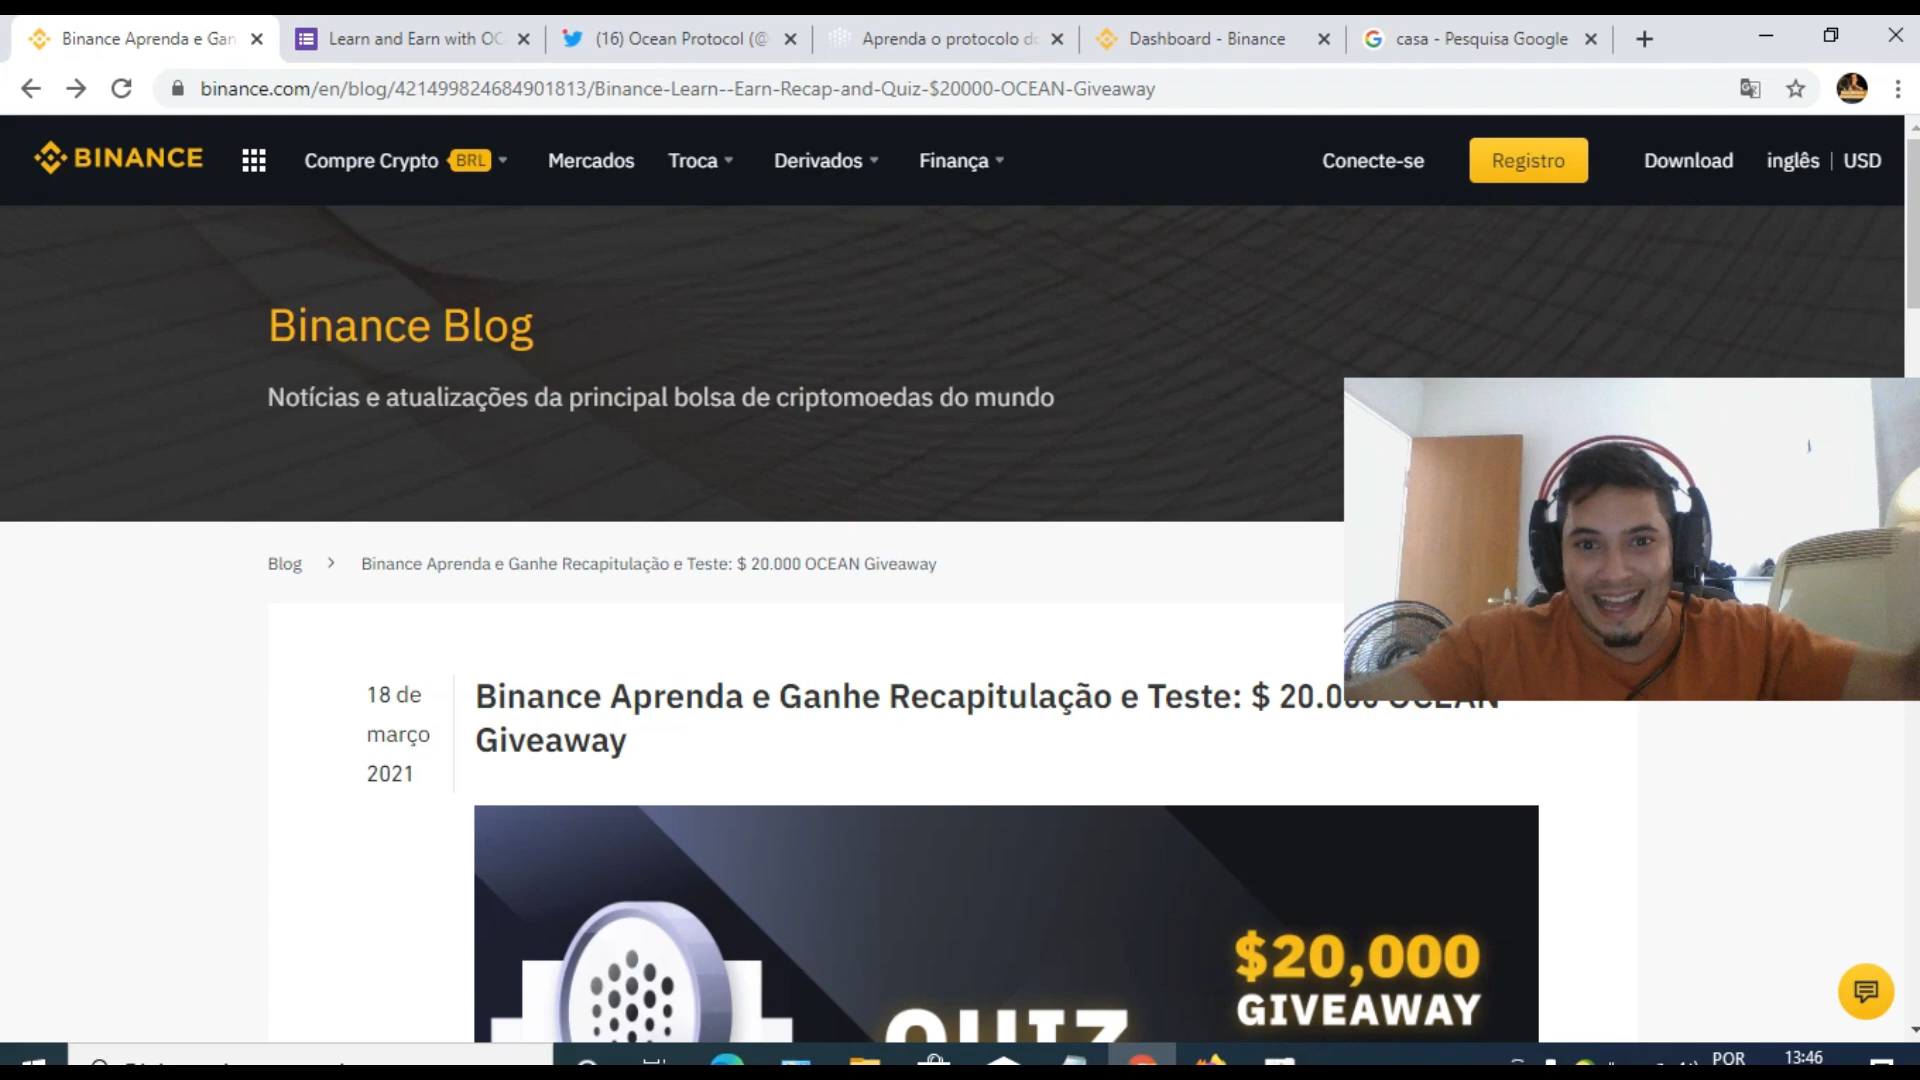 Binance Aprenda e Gan
Learn and Earn with OC
(16) Ocean Protocol (@
Aprenda o protocolo d
Dashboard - Binance
casa - Pesquisa Google
binance.com/en/blog/421499824684901813/Binance-Learn--Earn-Recap-and-Quiz-$20000-OCEAN-Giveaway
BINANCE
Compre Crypto BRL
Mercados
Troca
Derivados
Finança
Conecte-se
Registro
Download
inglês | USD
Binance Blog
Notícias e atualizações da principal bolsa de criptomoedas do mundo
Blog > Binance Aprenda e Ganhe Recapitulação e Teste: $ 20.000 OCEAN Giveaway
18 de
março
2021
Binance Aprenda e Ganhe Recapitulação e Teste: $ 20.000 OCEAN
Giveaway
$20,000
GIVEAWAY
QUIZ
POR
13:46